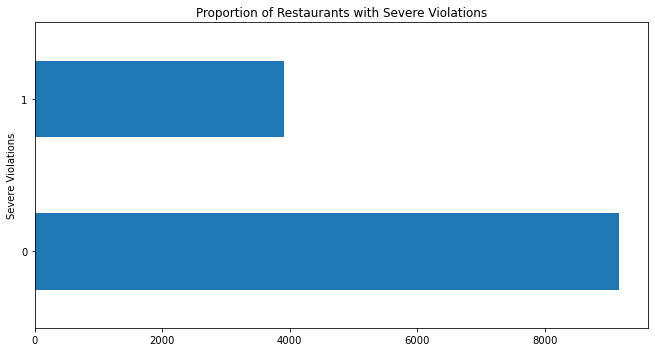 Proportion of Restaurants with Severe Violations
1
Severe Violations
0
0 2000 4000 6000 8000